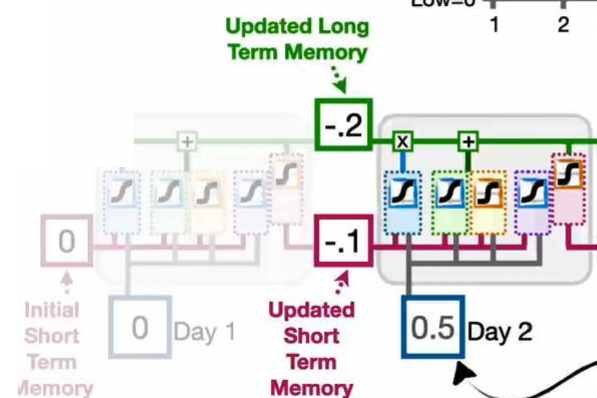 Low=0
1 2
Updated Long
Term Memory
-.2
x +
+
0
-.1
Initial
Short
Term
Memory
0 Day 1
Updated
Short
Term
Memory
0.5 Day 2